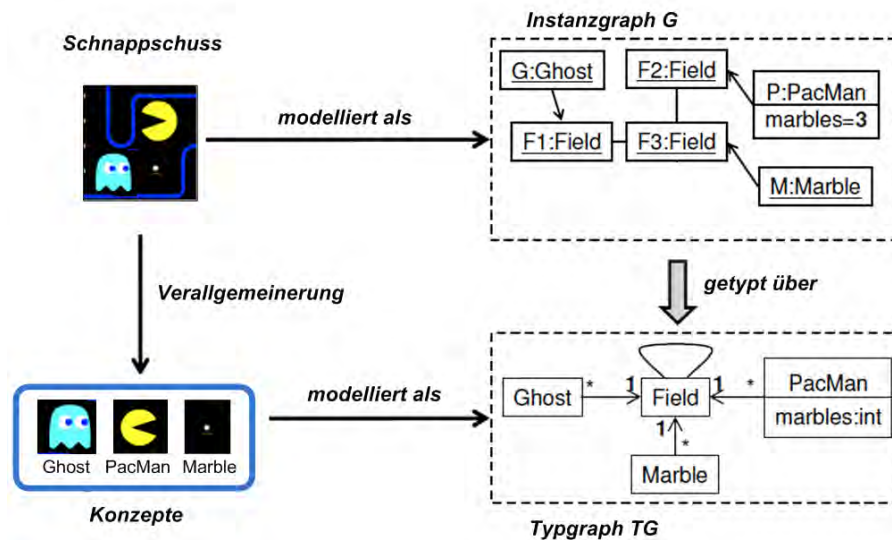 Schnappschuss
modelliert als
Instanzgraph G
G:Ghost
F2:Field
P:PacMan
marbles=3
F1:Field
F3:Field
M:Marble
Verallgemeinerung
getypt über
Ghost PacMan Marble
Konzepte
modelliert als
Ghost
*
1
Field
1
*
PacMan
marbles:int
1
*
Marble
Typgraph TG